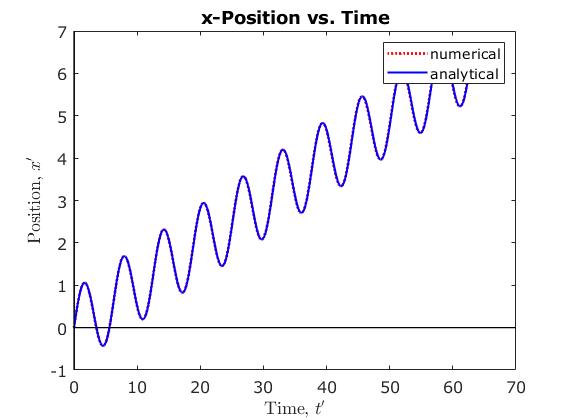 x-Position vs. Time
numerical
analytical
7
6
5
4
3
2
1
0
-1
Position, x′
0 10 20 30 40 50 60 70
Time, t′